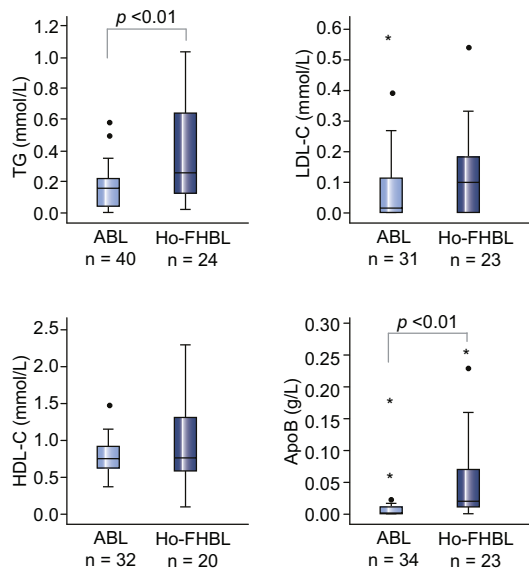 p <0.01
TG (mmol/L)
1.2
1.0
0.8
0.6
0.4
0.2
0.0
ABL
n = 40
Ho-FHBL
n = 24
LDL-C (mmol/L)
0.6
0.5
0.4
0.3
0.2
0.1
0.0
*
ABL
n = 31
Ho-FHBL
n = 23
HDL-C (mmol/L)
2.5
2.0
1.5
1.0
0.5
0.0
ABL
n = 32
Ho-FHBL
n = 20
p <0.01
ApoB (g/L)
0.30
0.25
0.20
0.15
0.10
0.05
0.00
*
*
*
ABL
n = 34
Ho-FHBL
n = 23